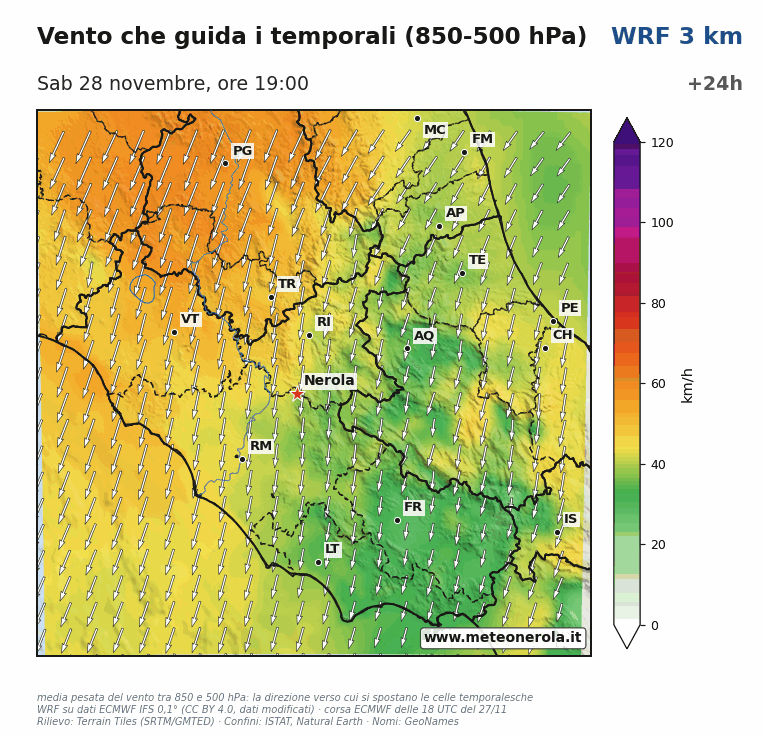 Vento che guida i temporali (850-500 hPa) WRF 3 km
Sab 28 novembre, ore 19:00 +24h
MC
FM
PG
AP
TE
TR
PE
VT
RI
AQ
CH
Nerola
RM
FR
IS
LT
www.meteonerola.it
120
100
80
60
40
20
0
km/h
media pesata del vento tra 850 e 500 hPa: la direzione verso cui si spostano le celle temporalesche
WRF su dati ECMWF IFS 0,1° (CC BY 4.0, dati modificati) · corsa ECMWF delle 18 UTC del 27/11
Rilievo: Terrain Tiles (SRTM/GMTED) · Confini: ISTAT, Natural Earth · Nomi: GeoNames